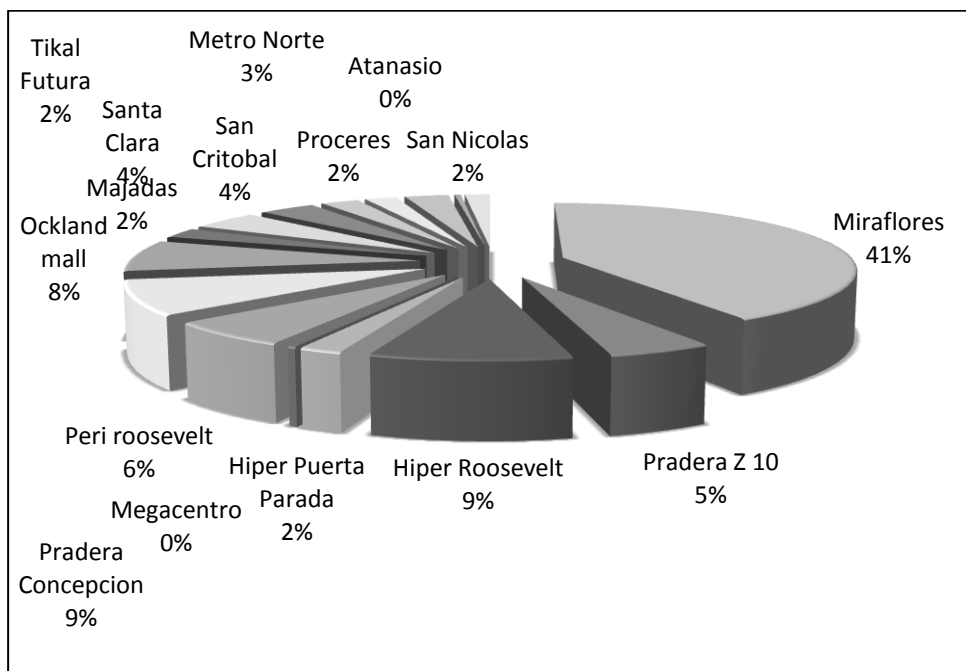 Tikal
Futura
2%
Metro Norte
3%
Atanasio
0%
Santa
Clara
4%
San
Critobal
4%
Proceres
2%
San Nicolas
2%
Majadas
2%
Ockland
mall
8%
Miraflores
41%
Peri roosevelt
6%
Hiper Puerta
Parada
2%
Hiper Roosevelt
9%
Pradera Z 10
5%
Megacentro
0%
Pradera
Concepcion
9%